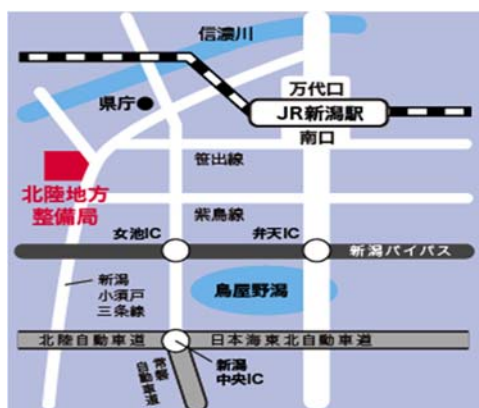 信濃川
万代口
県庁
JR新潟駅
南口
笹出線
北陸地方
整備局
紫鳥線
女池IC
弁天IC
新潟バイパス
新潟
小須戸
三条線
鳥屋野潟
北陸自動車道
日本海東北自動車道
新潟
中央IC
常磐
自動車道